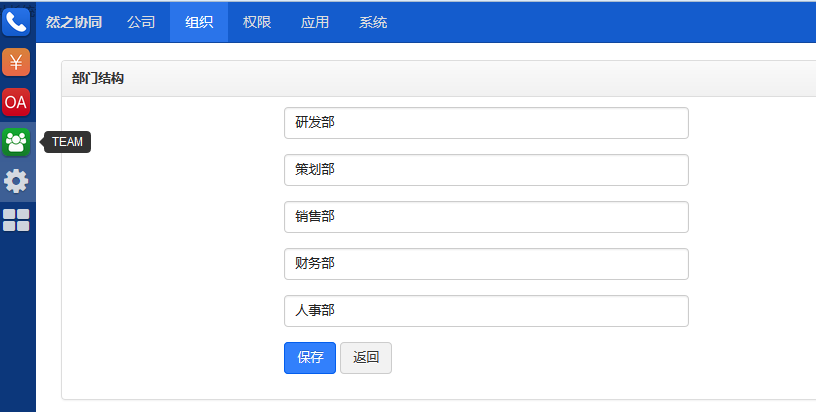 然之协同 公司 组织 权限 应用 系统
¥
OA
部门结构
研发部
TEAM
策划部
销售部
财务部
人事部
保存 返回